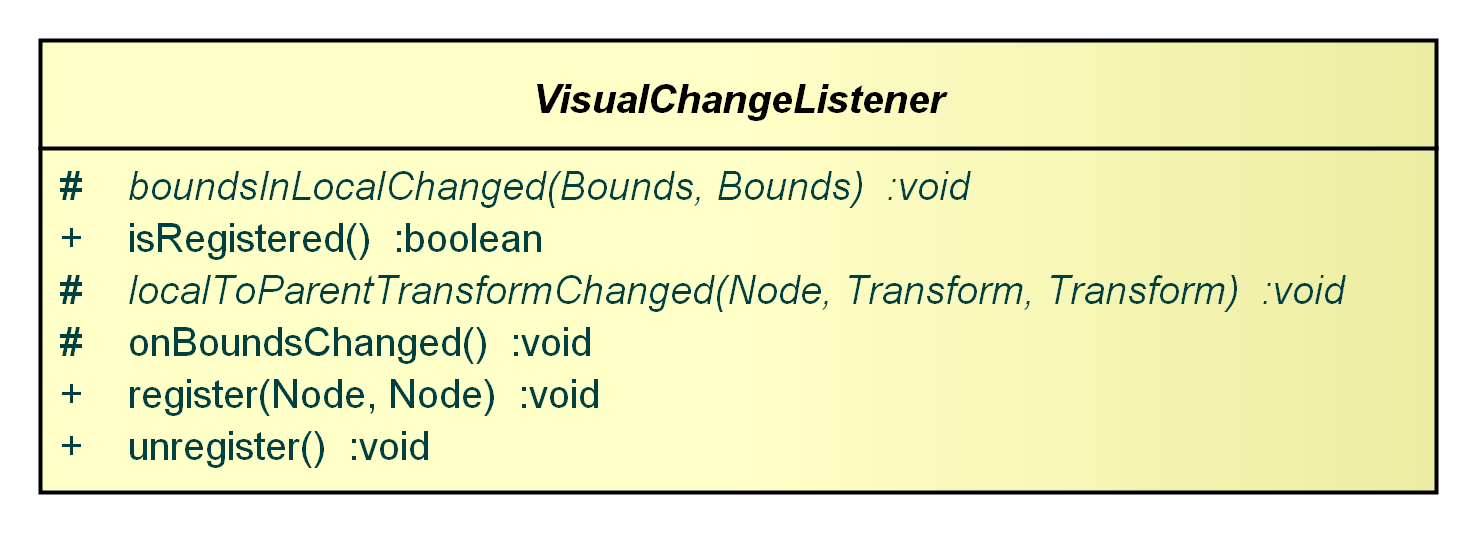 VisualChangeListener
# boundsInLocalChanged(Bounds, Bounds) :void
+ isRegistered() :boolean
# localToParentTransformChanged(Node, Transform, Transform) :void
# onBoundsChanged() :void
+ register(Node, Node) :void
+ unregister() :void